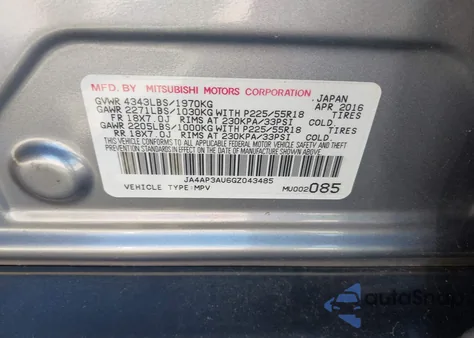 MFD. BY MITSUBISHI MOTORS CORPORATION, JAPAN
GVWR 4343LBS/1970KG APR 2016
GAWR 2271LBS/1030KG WITH P225/55R18 TIRES
FR 18X7.0J RIMS AT 230KPA/33PSI COLD.
GAWR 2205LBS/1000KG WITH P225/55R18 TIRES
RR 18X7.0J RIMS AT 230KPA/33PSI COLD.
THIS VEHICLE CONFORMS TO ALL APPLICABLE FEDERAL MOTOR VEHICLE SAFETY, BUMPER, AND THEFT
PREVENTION STANDARDS IN EFFECT ON THE DATE OF MANUFACTURE SHOWN ABOVE.
JA4AP3AU6GZ043485
VEHICLE TYPE:MPV MU002085